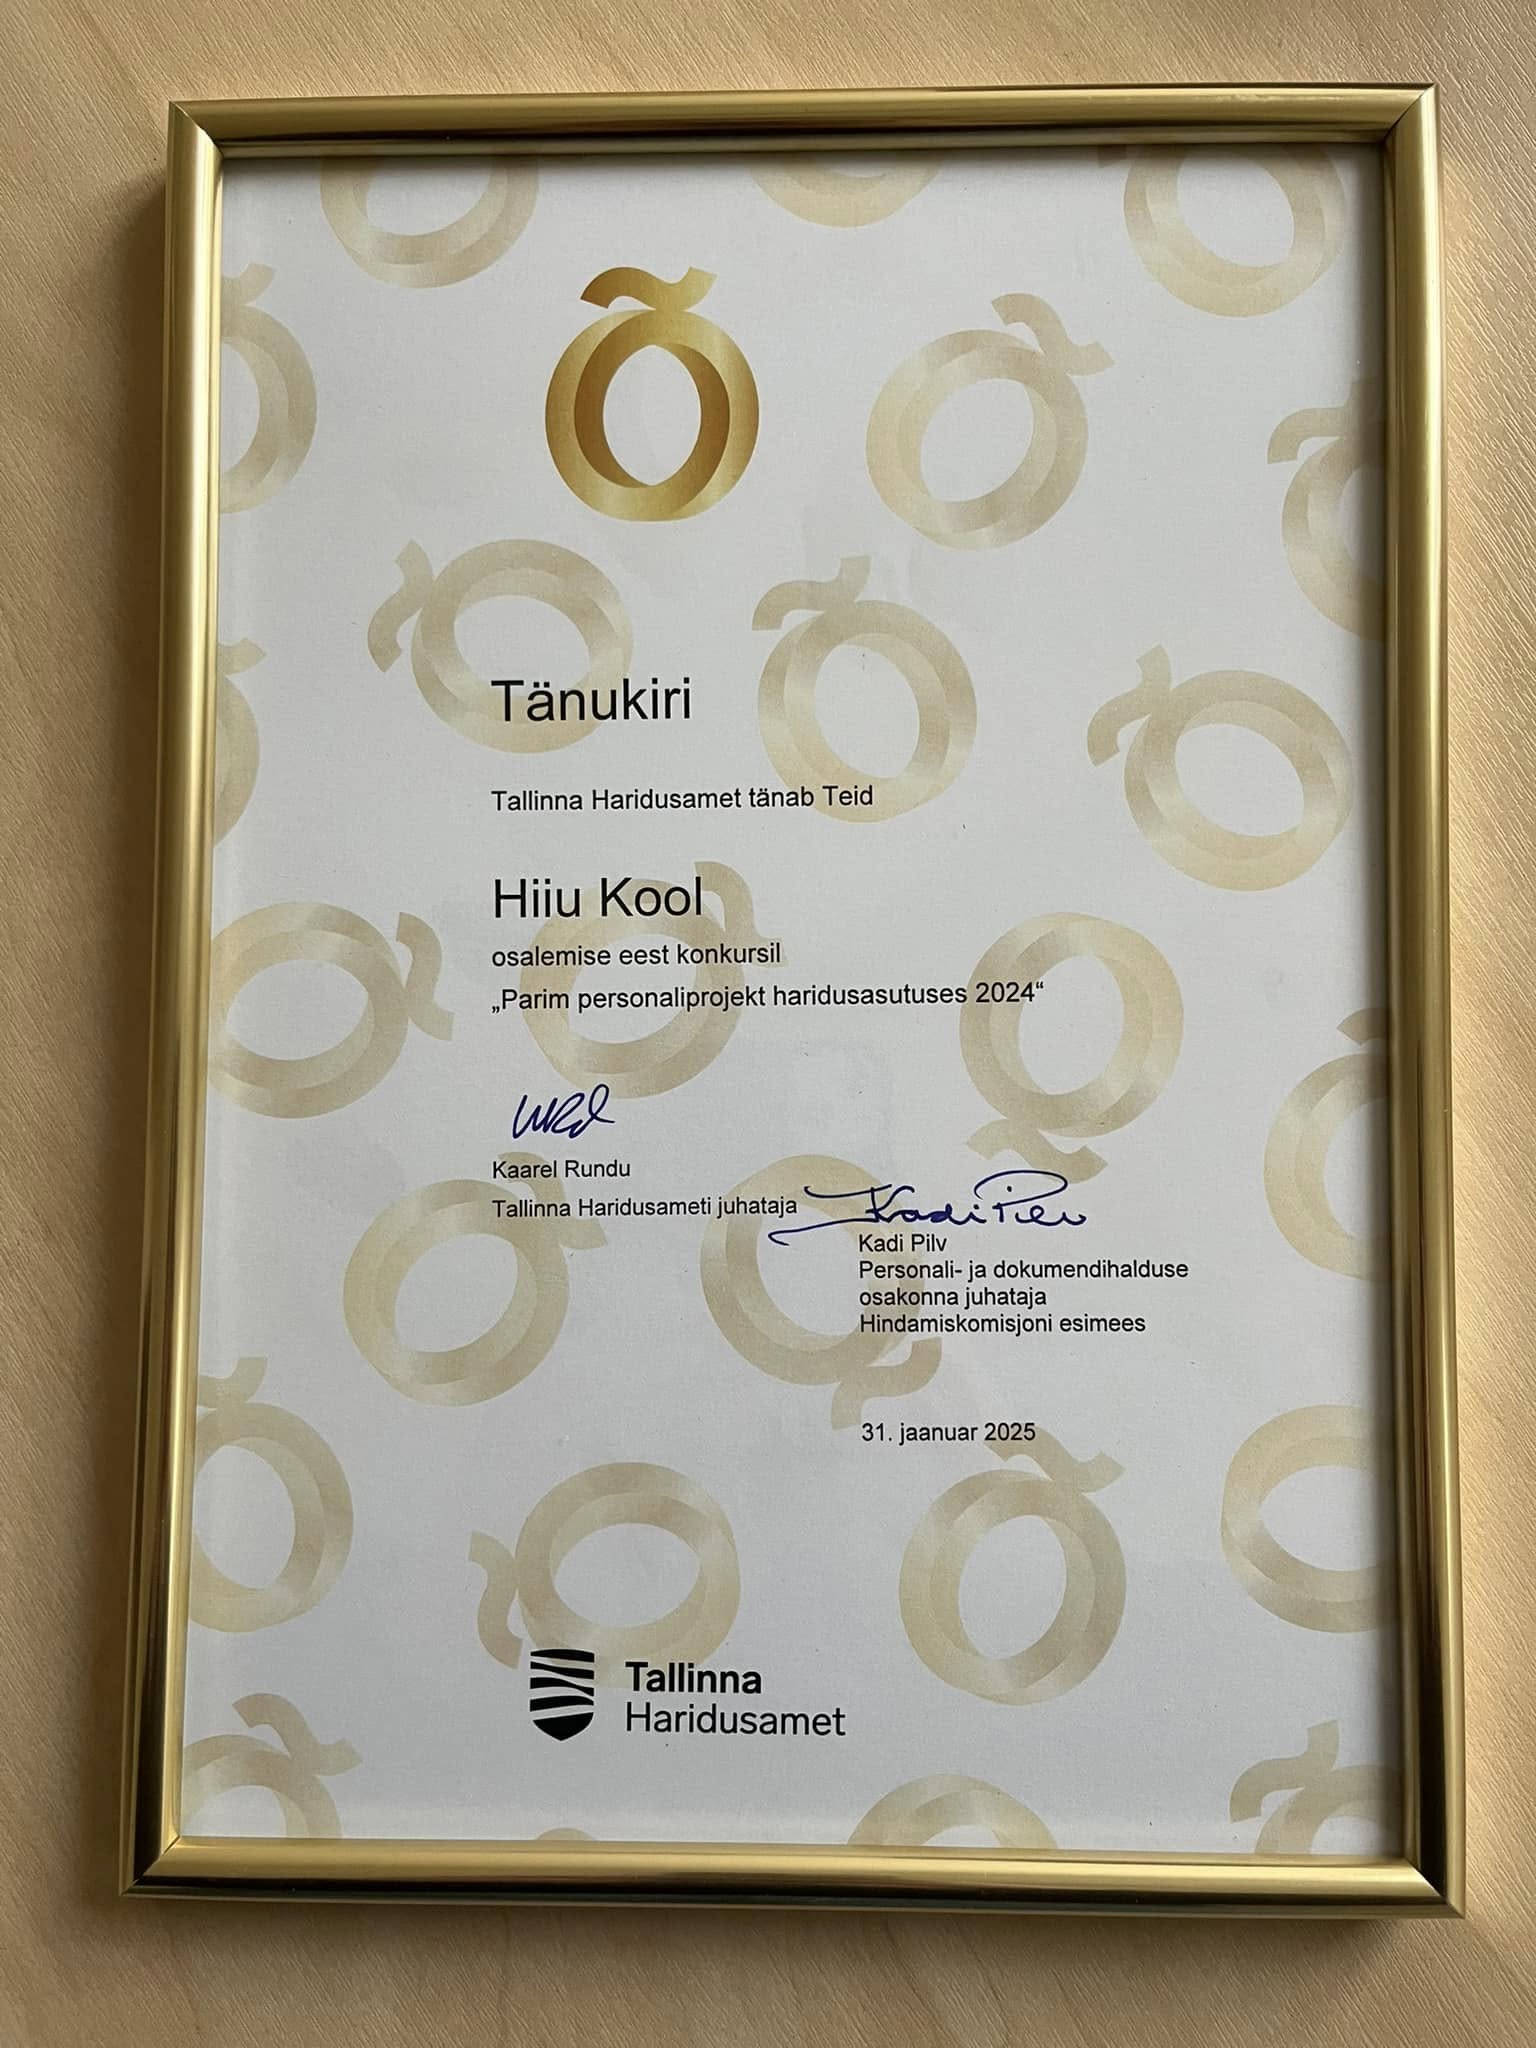 Õ
Tänukiri
Tallinna Haridusamet tänab Teid
Hiiu Kool
osalemise eest konkursil
„Parim personaliprojekt haridusasutuses 2024“
Kaarel Rundu
Tallinna Haridusameti juhataja
Kadi Pilv
Kadi Pilv
Personali- ja dokumendihalduse
osakonna juhataja
Hindamiskomisjoni esimees
31. jaanuar 2025
Tallinna
Haridusamet